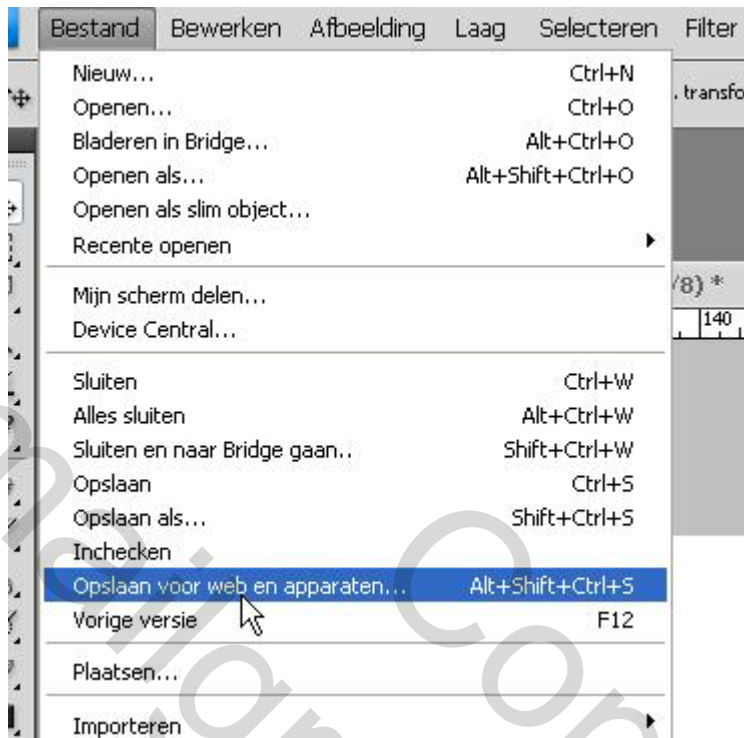 Bestand Bewerken Afbeelding Laag Selecteren Filter
Nieuw... Ctrl+N
Openen... Ctrl+O
Bladeren in Bridge... Alt+Ctrl+O
Openen als... Alt+Shift+Ctrl+O
Openen als slim object...
Recente openen
Mijn scherm delen...
Device Central...
Sluiten Ctrl+W
Alles sluiten Alt+Ctrl+W
Sluiten en naar Bridge gaan.. Shift+Ctrl+W
Opslaan Ctrl+S
Opslaan als... Shift+Ctrl+S
Inchecken
Opslaan voor web en apparaten... Alt+Shift+Ctrl+S
Vorige versie F12
Plaatsen...
Importeren
. transfo
/8) *
140